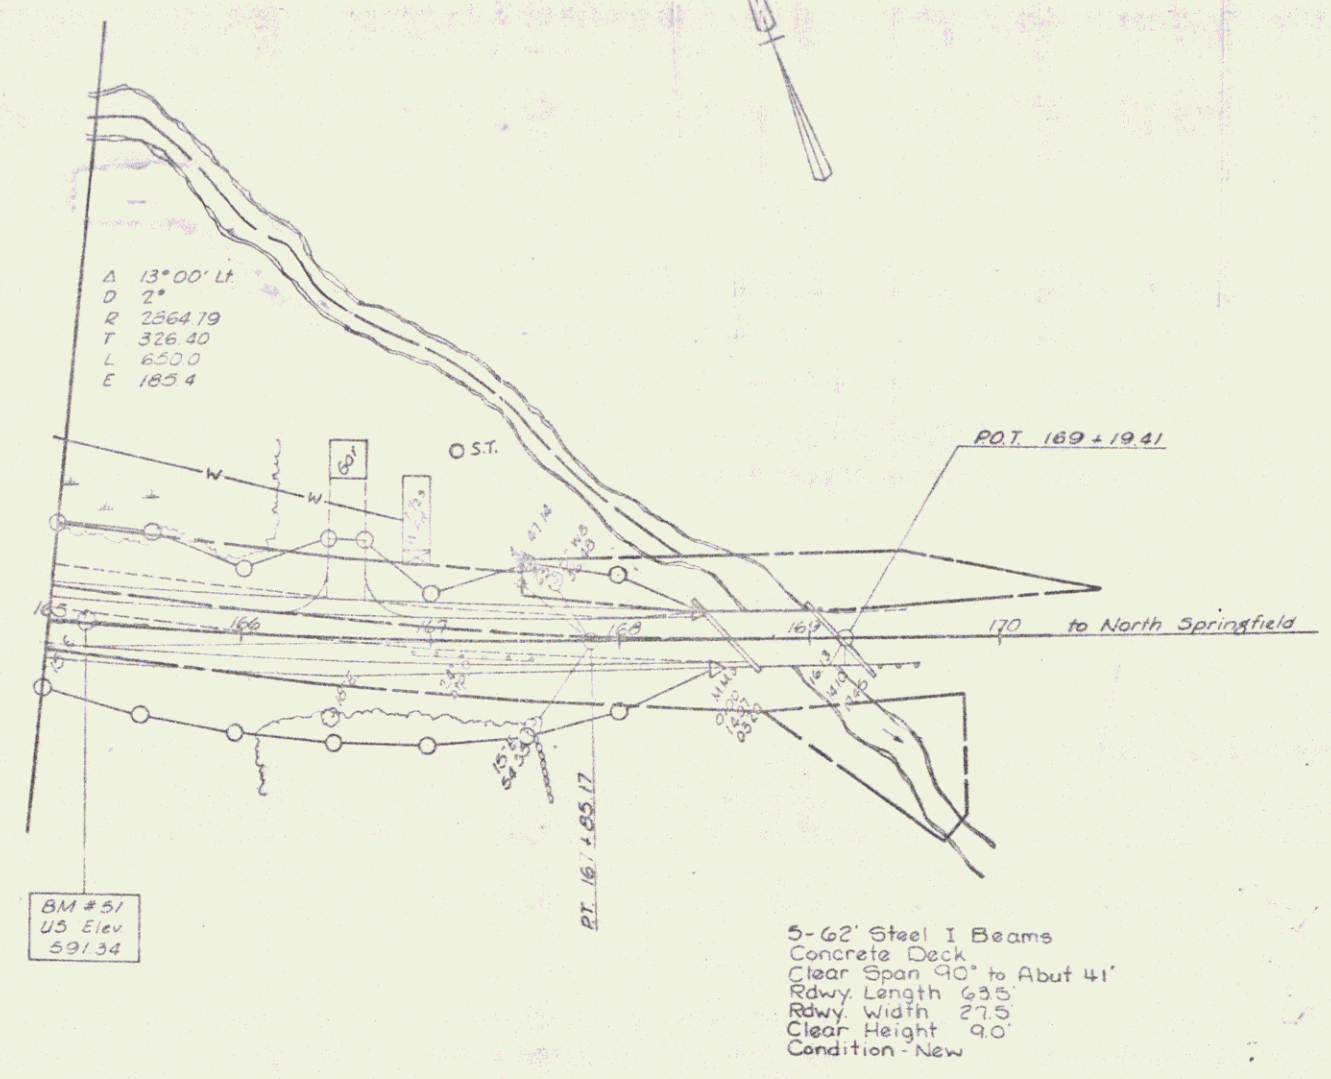 Δ 13°00' Lt.
D 2°
R 2864.79
T 326.40
L 650.0
E 185.4
W
W
S.T.
P.O.T. 169 + 19.41
165
166
167
168
169
170
to North Springfield
P.T. 167 + 85.17
BM #51
US Elev.
591.34
5-62' Steel I Beams
Concrete Deck
Clear Span 90° to Abut 41'
Rdwy. Length 63.5'
Rdwy. Width 27.5'
Clear Height 9.0'
Condition - New